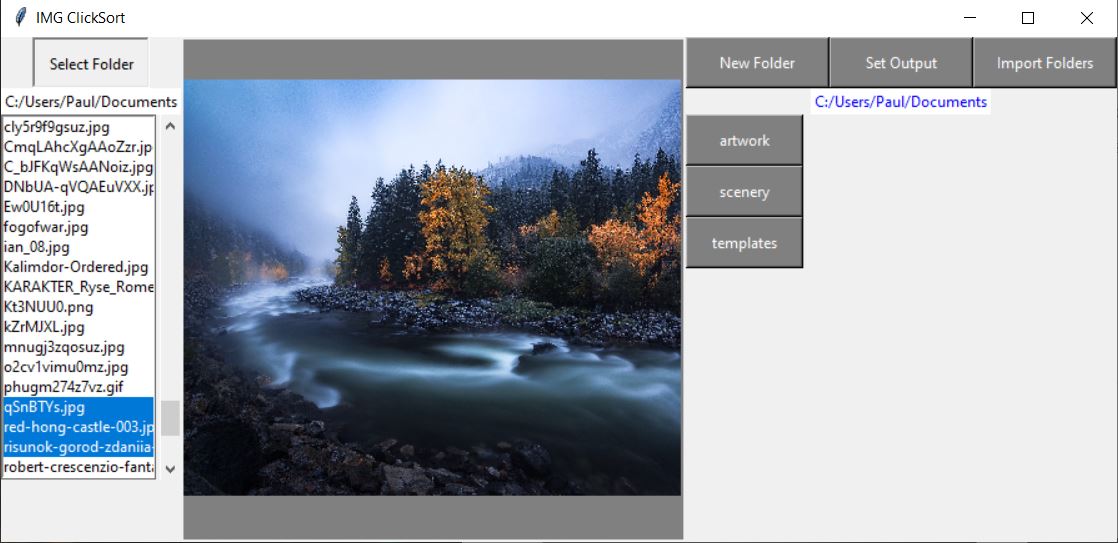 IMG ClickSort
Select Folder
C:/Users/Paul/Documents
cly5r9f9gsuz.jpg
CmqLAhcXgAAoZzr.jp
C_bJFKqWsAANoiz.jpg
DNbUA-qVQAEuVXX.jp
Ew0U16t.jpg
fogofwar.jpg
ian_08.jpg
Kalimdor-Ordered.jpg
KARAKTER_Ryse_Rome
Kt3NUU0.png
kZrMJXL.jpg
mnugj3zqosuz.jpg
o2cv1vimu0mz.jpg
phugm274z7vz.gif
qSnBTYs.jpg
red-hong-castle-003.jp
risunok-gorod-zdaniia-
robert-crescenzio-fanta
New Folder Set Output Import Folders
C:/Users/Paul/Documents
artwork
scenery
templates